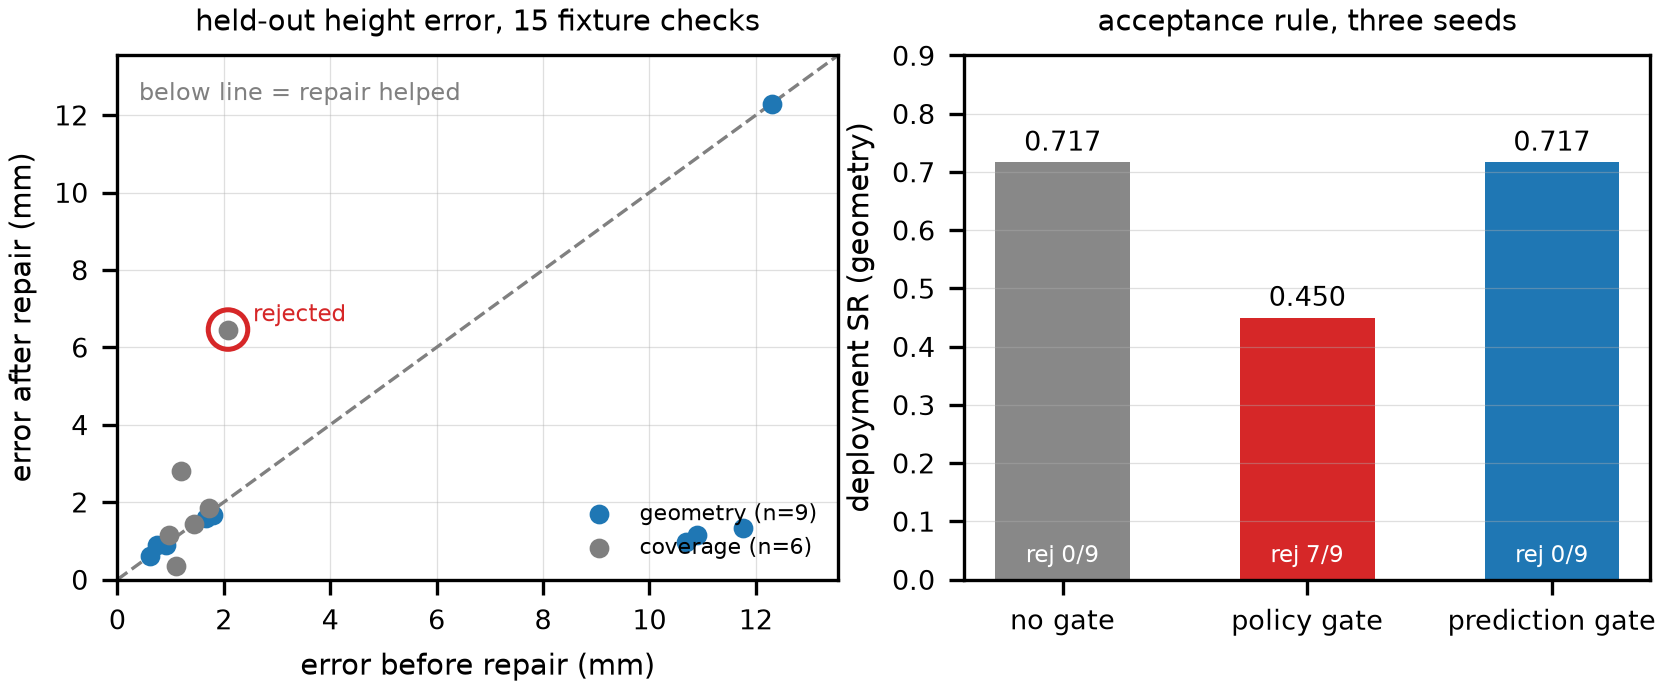 held-out height error, 15 fixture checks
below line = repair helped
rejected
geometry (n=9)
coverage (n=6)
error after repair (mm)
12
10
8
6
4
2
0
0 2 4 6 8 10 12
error before repair (mm)
acceptance rule, three seeds
deployment SR (geometry)
0.9
0.8
0.7
0.6
0.5
0.4
0.3
0.2
0.1
0.0
0.717
0.450
0.717
rej 0/9
rej 7/9
rej 0/9
no gate
policy gate
prediction gate